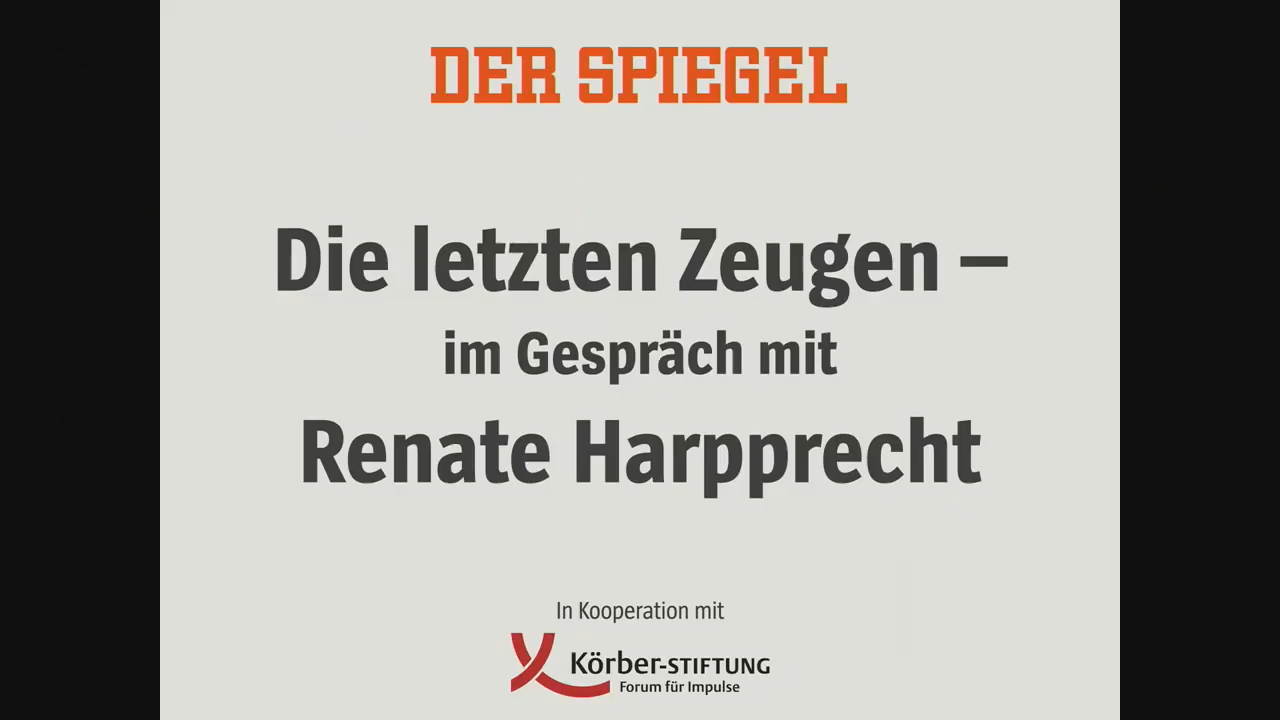 DER SPIEGEL
Die letzten Zeugen –
im Gespräch mit
Renate Harpprecht
In Kooperation mit
Körber-STIFTUNG
Forum für Impulse